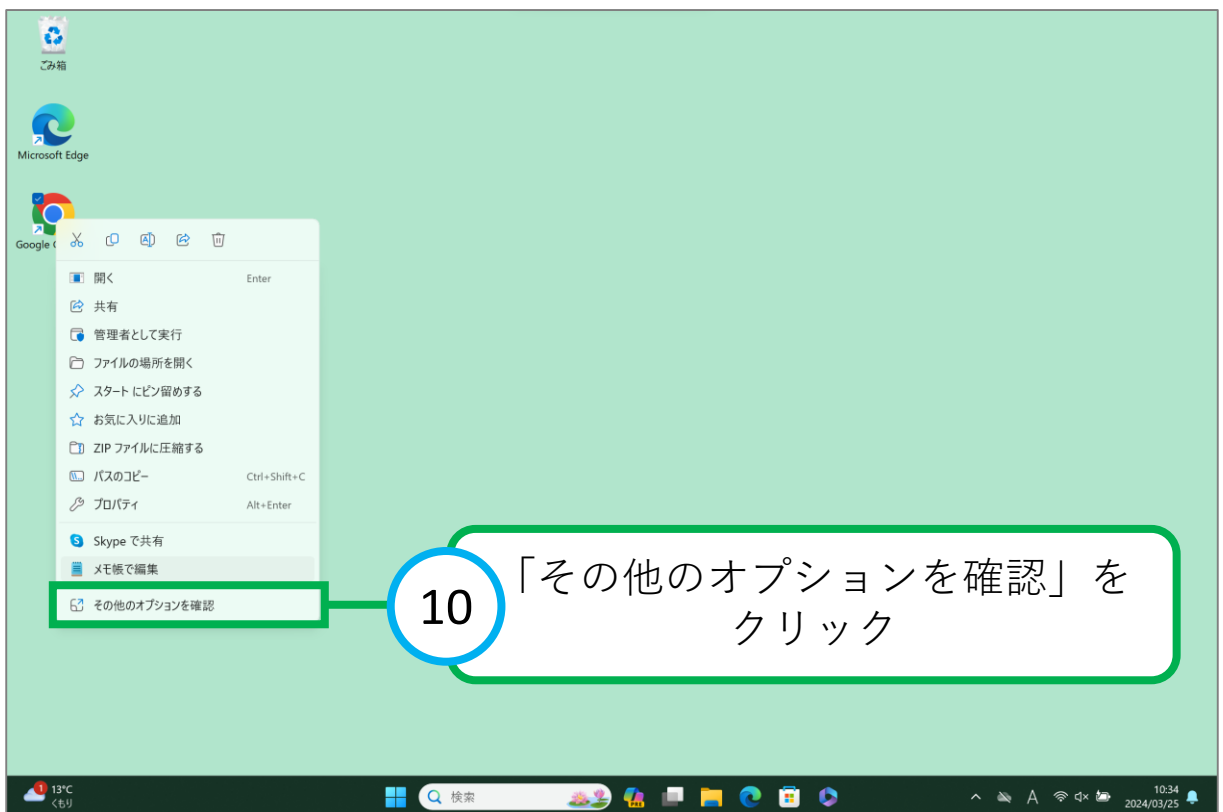 ごみ箱
Microsoft Edge
Google
開く Enter
共有
管理者として実行
ファイルの場所を開く
スタート にピン留めする
お気に入りに追加
ZIP ファイルに圧縮する
パスのコピー Ctrl+Shift+C
プロパティ Alt+Enter
Skype で共有
メモ帳で編集
その他のオプションを確認
10
「その他のオプションを確認」を
クリック
1
13°C
くもり
検索
PRE
A
10:34
2024/03/25